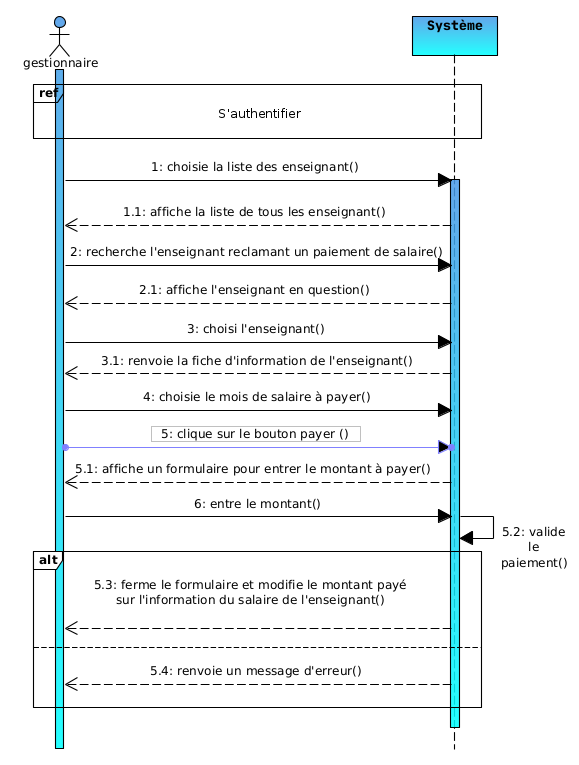 Système
gestionnaire
ref
S'authentifier
1: choisie la liste des enseignant()
1.1: affiche la liste de tous les enseignant()
2: recherche l'enseignant reclamant un paiement de salaire()
2.1: affiche l'enseignant en question()
3: choisi l'enseignant()
3.1: renvoie la fiche d'information de l'enseignant()
4: choisie le mois de salaire à payer()
5: clique sur le bouton payer ()
5.1: affiche un formulaire pour entrer le montant à payer()
6: entre le montant()
5.2: valide
le
paiement()
alt
5.3: ferme le formulaire et modifie le montant payé
sur l'information du salaire de l'enseignant()
5.4: renvoie un message d'erreur()